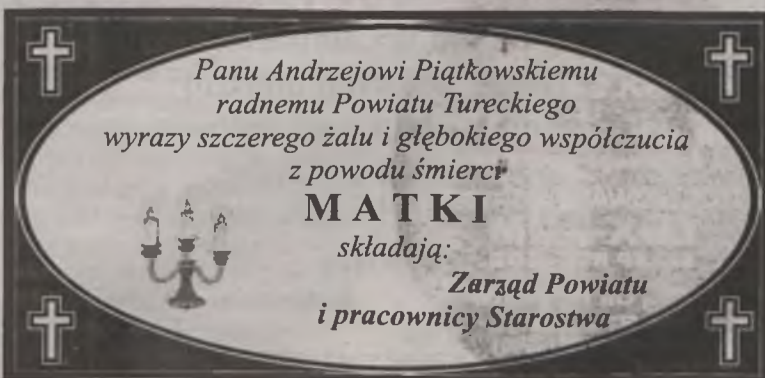 Panu Andrzejowi Piątkowskiemu
radnemu Powiatu Tureckiego
wyrazy szczerego żalu i głębokiego współczucia
z powodu śmierci
MATKI
składają:
Zarząd Powiatu
i pracownicy Starostwa